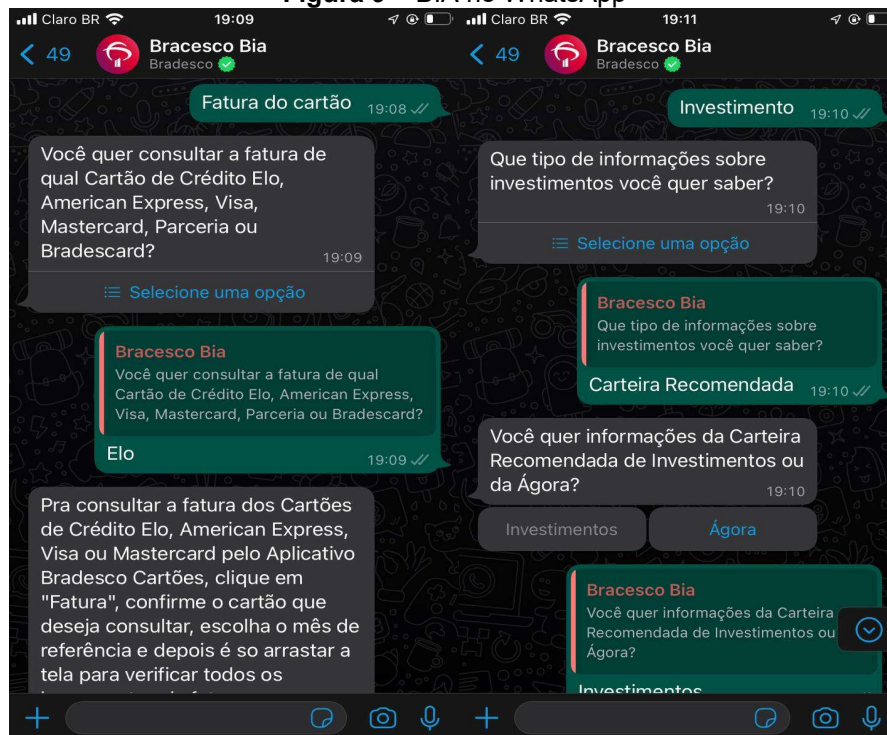 BIA no WhatsApp
Claro BR
19:09
49
Bracesco Bia
Bradesco
Fatura do cartão
19:08
Você quer consultar a fatura de
qual Cartão de Crédito Elo,
American Express, Visa,
Mastercard, Parceria ou
Bradescard?
19:09
Selecione uma opção
Bracesco Bia
Você quer consultar a fatura de qual
Cartão de Crédito Elo, American Express,
Visa, Mastercard, Parceria ou Bradescard?
Elo
19:09
Pra consultar a fatura dos Cartões
de Crédito Elo, American Express,
Visa ou Mastercard pelo Aplicativo
Bradesco Cartões, clique em
"Fatura", confirme o cartão que
deseja consultar, escolha o mês de
referência e depois é so arrastar a
tela para verificar todos os
Claro BR
19:11
49
Bracesco Bia
Bradesco
Investimento
19:10
Que tipo de informações sobre
investimentos você quer saber?
19:10
Selecione uma opção
Bracesco Bia
Que tipo de informações sobre
investimentos você quer saber?
Carteira Recomendada
19:10
Você quer informações da Carteira
Recomendada de Investimentos ou
da Ágora?
19:10
Investimentos
Ágora
Bracesco Bia
Você quer informações da Carteira
Recomendada de Investimentos ou
Ágora?
Investimentos